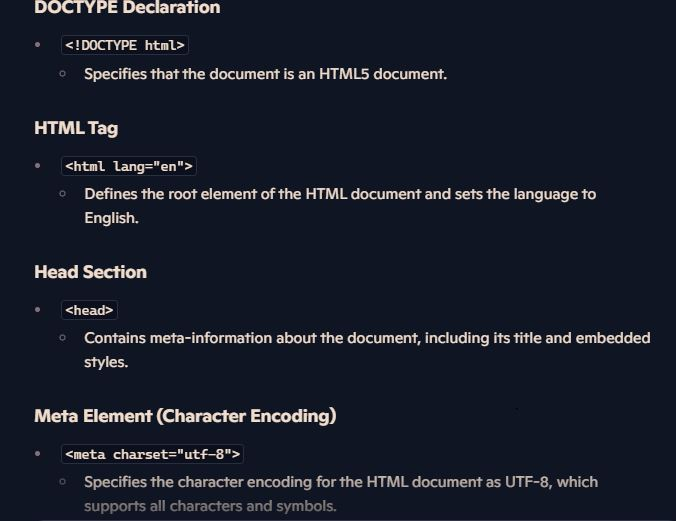 DOCTYPE Declaration
<!DOCTYPE html>
Specifies that the document is an HTML5 document.
HTML Tag
<html lang="en">
Defines the root element of the HTML document and sets the language to
English.
Head Section
<head>
Contains meta-information about the document, including its title and embedded
styles.
Meta Element (Character Encoding)
<meta charset="utf-8">
Specifies the character encoding for the HTML document as UTF-8, which
supports all characters and symbols.